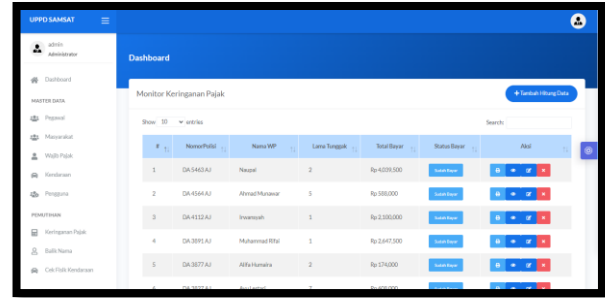 UPPD SAMSAT
admin
Administrator
Dashboard
MASTER DATA
Pegawai
Masyarakat
Wajib Pajak
Kendaraan
Pengguna
PEMUTIHAN
Keringanan Pajak
Balik Nama
Cek Fisik Kendaraan
Dashboard
Monitor Keringanan Pajak
+ Tambah Hitung Data
Show 10 entries
Search:
# NomorPolisi Nama WP Lama Tunggak Total Bayar Status Bayar Aksi
1 DA 5463 AJ Naupal 2 Rp 4,039,500 Sudah Bayar
2 DA 4564 AJ Ahmad Munawar 5 Rp 588,000 Sudah Bayar
3 DA 4112 AJ Irwansyah 1 Rp 2,100,000 Sudah Bayar
4 DA 3891 AJ Muhammad Rifai 1 Rp 2,647,500 Sudah Bayar
5 DA 3877 AJ Alifa Humaira 2 Rp 174,000 Sudah Bayar